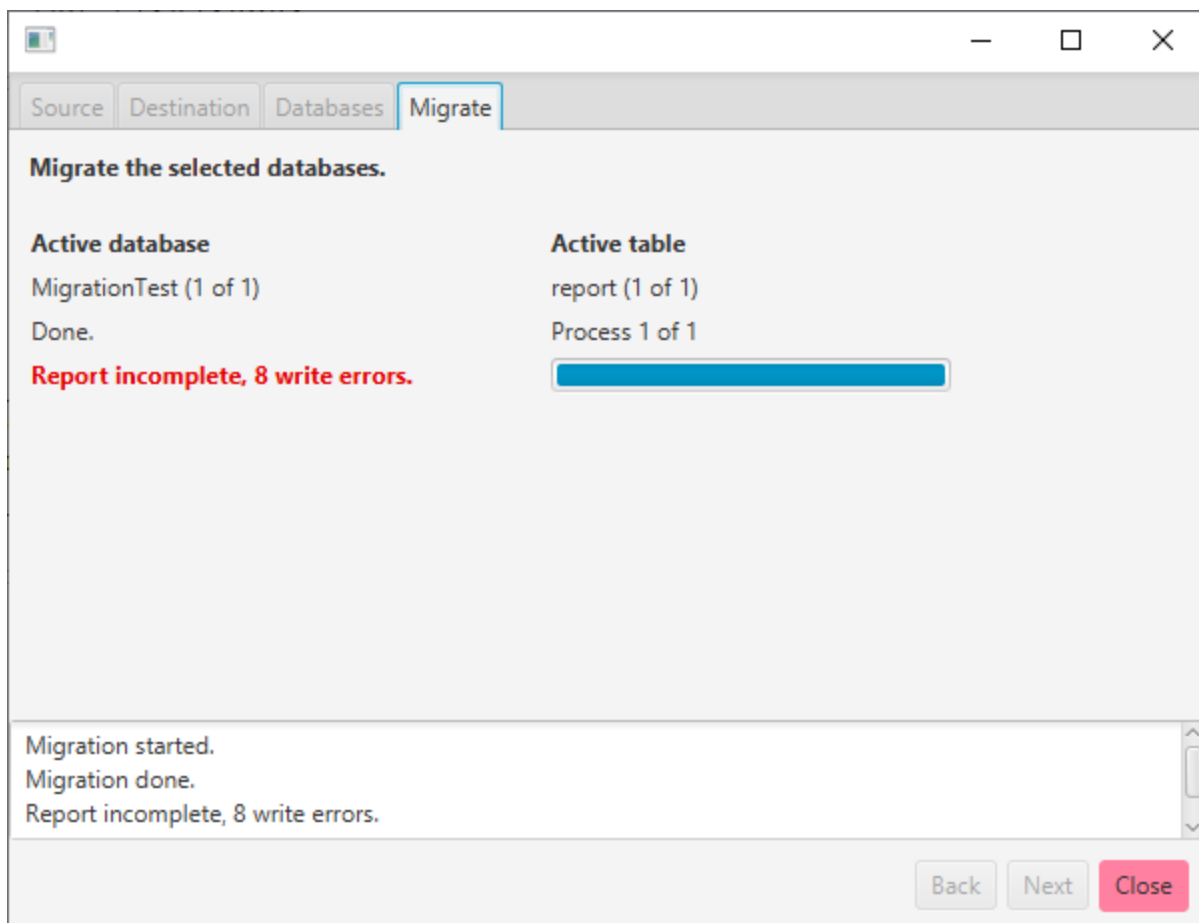 Source Destination Databases Migrate
Migrate the selected databases.
Active database Active table
MigrationTest (1 of 1) report (1 of 1)
Done. Process 1 of 1
Report incomplete, 8 write errors.
Migration started.
Migration done.
Report incomplete, 8 write errors.
Back Next Close